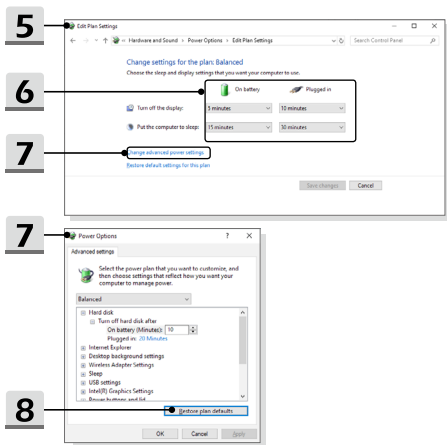 5
Edit Plan Settings
« Hardware and Sound › Power Options › Edit Plan Settings
Search Control Panel
Change settings for the plan: Balanced
Choose the sleep and display settings that you want your computer to use.
6
On battery Plugged in
Turn off the display: 5 minutes 10 minutes
Put the computer to sleep: 15 minutes 30 minutes
7
Change advanced power settings
Restore default settings for this plan
Save changes Cancel
7
Power Options ? ×
Advanced settings
Select the power plan that you want to customize, and
then choose settings that reflect how you want your
computer to manage power.
Balanced
Hard disk
Turn off hard disk after
On battery (Minutes): 10
Plugged in: 20 Minutes
Internet Explorer
Desktop background settings
Wireless Adapter Settings
Sleep
USB settings
Intel(R) Graphics Settings
Power buttons and lid
8
Restore plan defaults
OK Cancel Apply